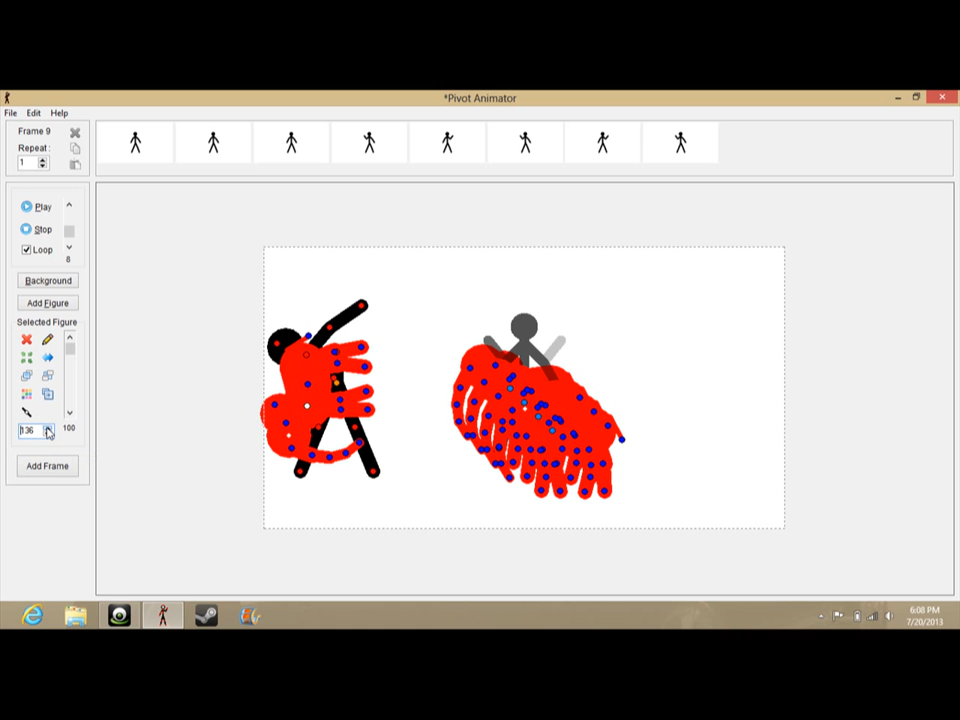 *Pivot Animator
File Edit Help
Frame 9
Repeat:
1
Play
Stop
Loop
8
Background
Add Figure
Selected Figure
136
100
Add Frame
6:08 PM
7/20/2013